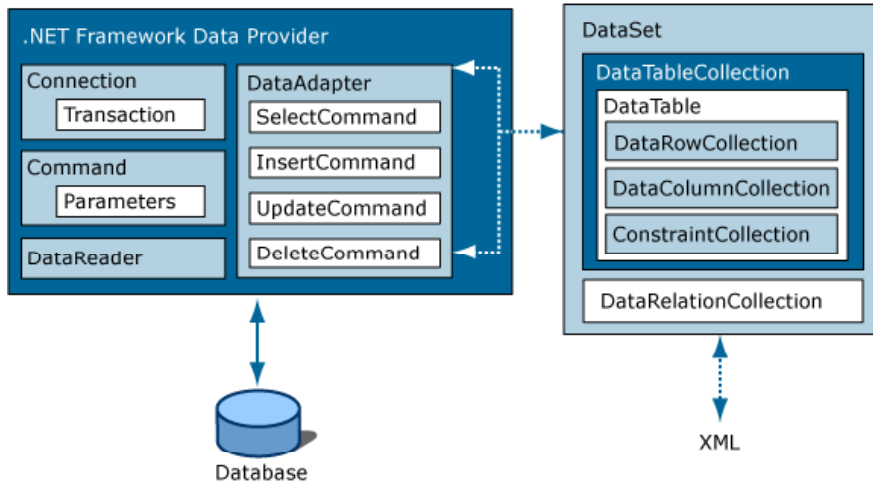 .NET Framework Data Provider
Connection
Transaction
Command
Parameters
DataReader
DataAdapter
SelectCommand
InsertCommand
UpdateCommand
DeleteCommand
Database
DataSet
DataTableCollection
DataTable
DataRowCollection
DataColumnCollection
ConstraintCollection
DataRelationCollection
XML